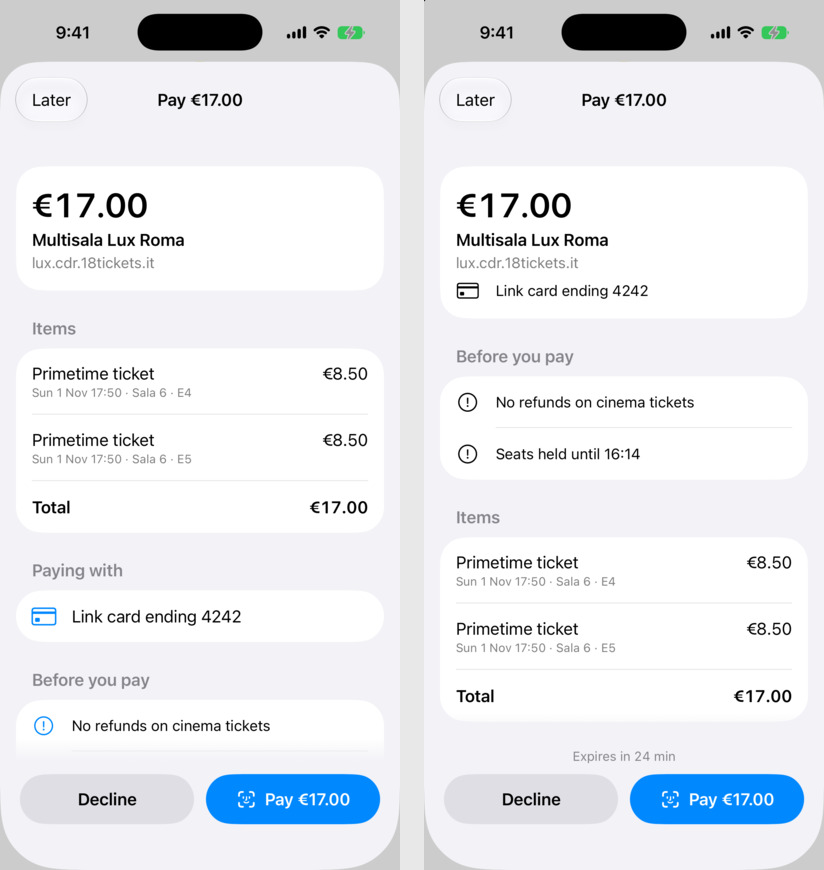 9:41
Later
Pay €17.00
€17.00
Multisala Lux Roma
lux.cdr.18tickets.it
Items
Primetime ticket €8.50
Sun 1 Nov 17:50 · Sala 6 · E4
Primetime ticket €8.50
Sun 1 Nov 17:50 · Sala 6 · E5
Total €17.00
Paying with
Link card ending 4242
Before you pay
No refunds on cinema tickets
Decline
Pay €17.00
9:41
Later
Pay €17.00
€17.00
Multisala Lux Roma
lux.cdr.18tickets.it
Link card ending 4242
Before you pay
No refunds on cinema tickets
Seats held until 16:14
Items
Primetime ticket €8.50
Sun 1 Nov 17:50 · Sala 6 · E4
Primetime ticket €8.50
Sun 1 Nov 17:50 · Sala 6 · E5
Total €17.00
Expires in 24 min
Decline
Pay €17.00